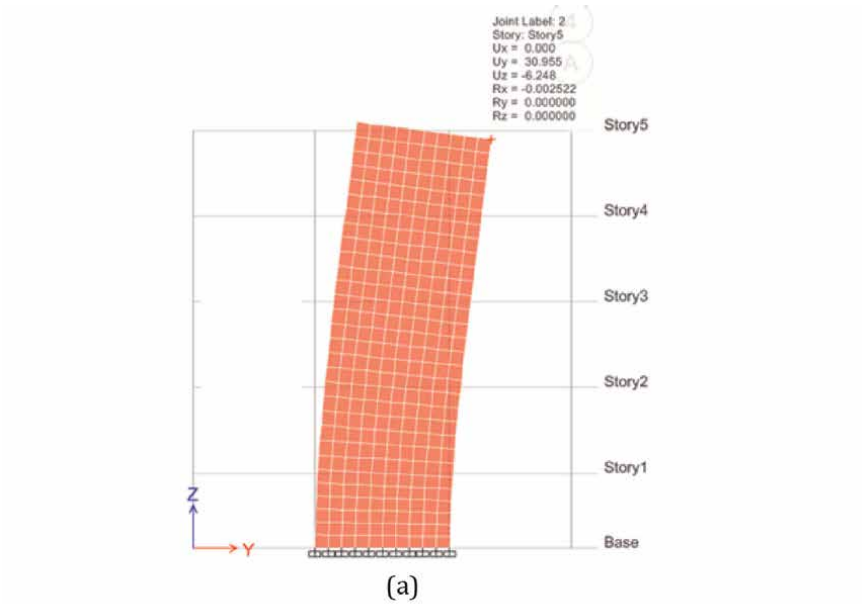 Joint Label: 2
Story: Story5
Ux = 0.000
Uy = 30.955
Uz = -6.248
Rx = -0.002522
Ry = 0.000000
Rz = 0.000000
A
Story5
Story4
Story3
Story2
Story1
Z
Y
Base
(a)